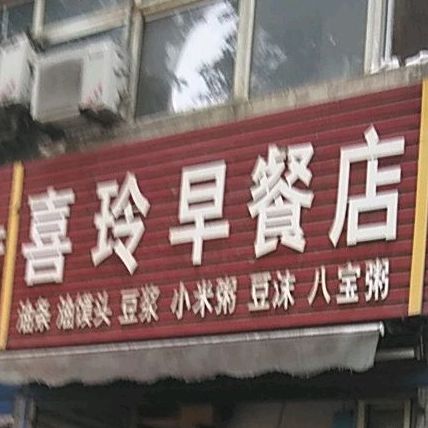 喜玲早餐店
油条 油馍头 豆浆 小米粥 豆沫 八宝粥